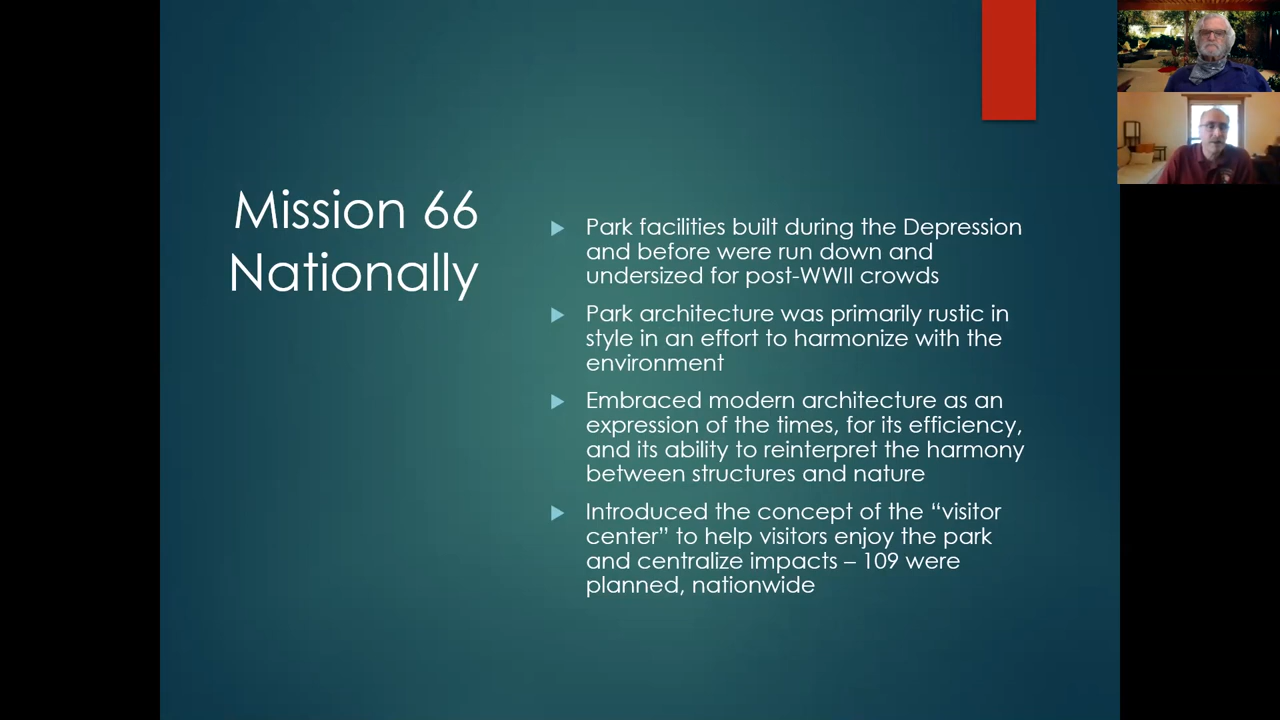 Mission 66
Nationally
Park facilities built during the Depression
and before were run down and
undersized for post-WWII crowds
Park architecture was primarily rustic in
style in an effort to harmonize with the
environment
Embraced modern architecture as an
expression of the times, for its efficiency,
and its ability to reinterpret the harmony
between structures and nature
Introduced the concept of the “visitor
center” to help visitors enjoy the park
and centralize impacts – 109 were
planned, nationwide